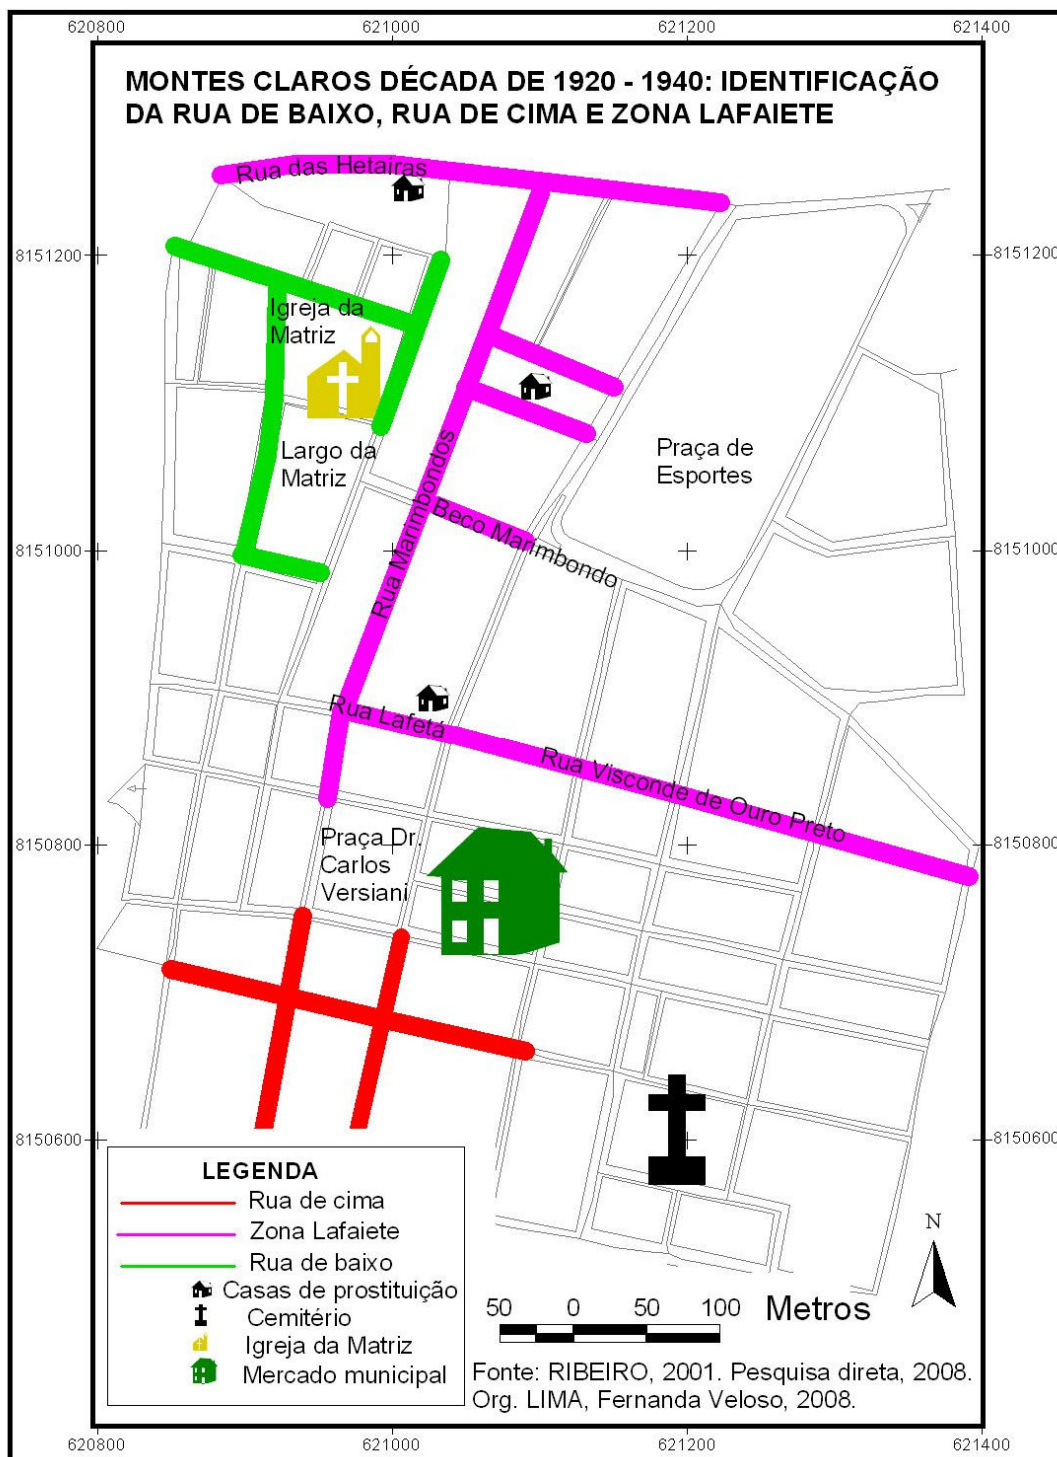 620800 621000 621200 621400
MONTES CLAROS DÉCADA DE 1920 - 1940: IDENTIFICAÇÃO
DA RUA DE BAIXO, RUA DE CIMA E ZONA LAFAIETE
Rua das Hetairas
8151200 8151200
Igreja da
Matriz
Largo da
Matriz
Praça de
Esportes
Rua Marimbondos
Beco Marimbondo
8151000 8151000
Rua Lafetá
Rua Visconde de Ouro Preto
8150800 8150800
Praça Dr.
Carlos
Versiani
8150600 8150600
LEGENDA
Rua de cima
Zona Lafaiete
Rua de baixo
Casas de prostituição
Cemitério
Igreja da Matriz
Mercado municipal
N
50 0 50 100 Metros
Fonte: RIBEIRO, 2001. Pesquisa direta, 2008.
Org. LIMA, Fernanda Veloso, 2008.
620800 621000 621200 621400